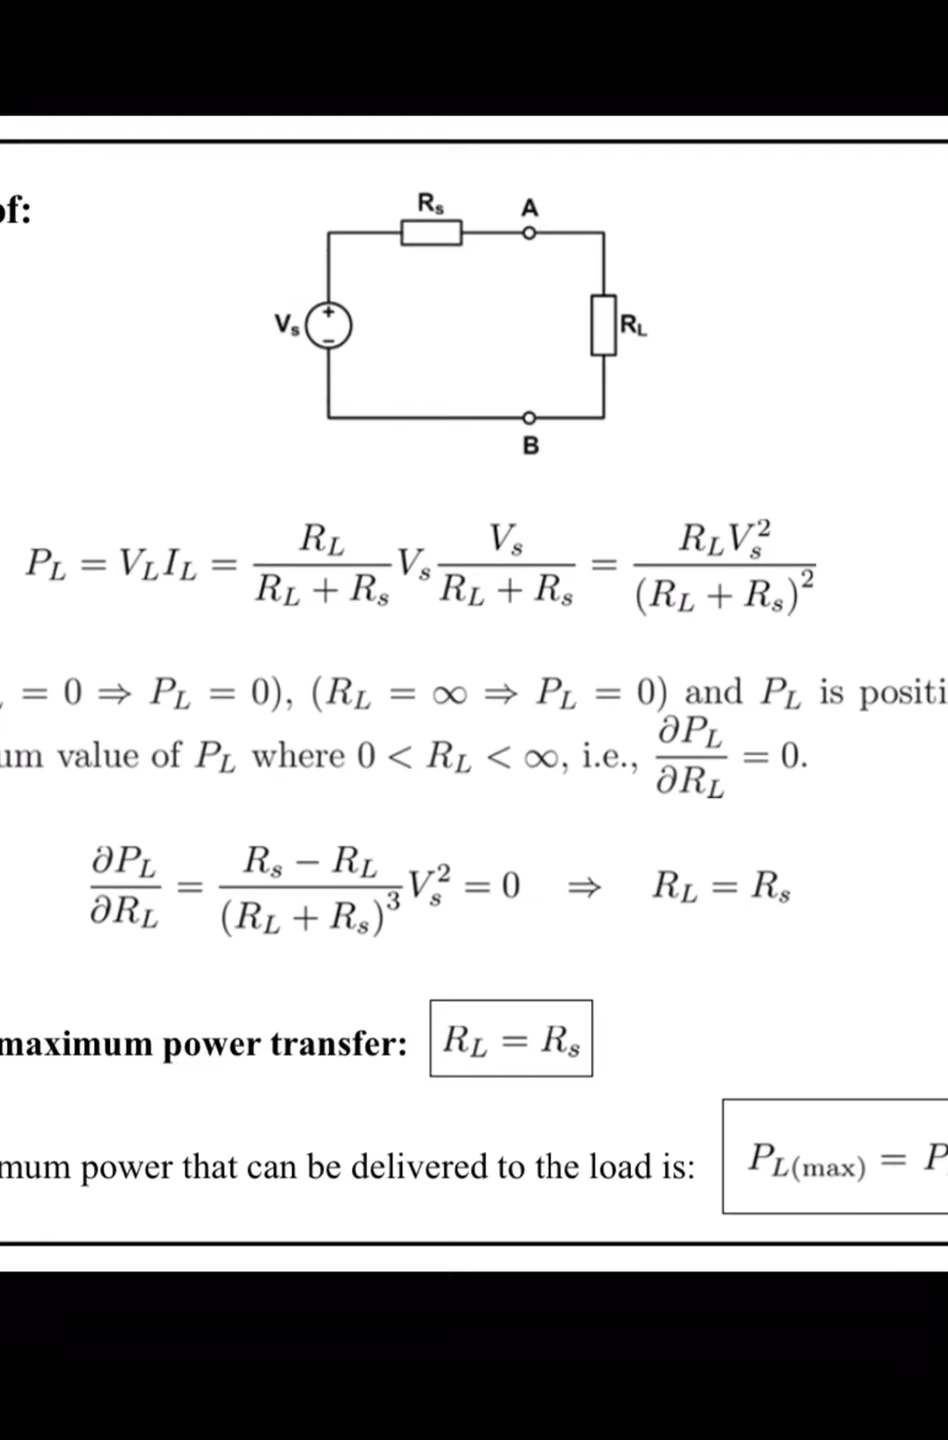 of:
Rs
A
Vs
+
−
RL
B
P_L = V_L I_L = \frac{R_L}{R_L + R_s} V_s \frac{V_s}{R_L + R_s} = \frac{R_L V_s^2}{(R_L + R_s)^2}
= 0 ⇒ P_L = 0), (R_L = ∞ ⇒ P_L = 0) and P_L is positi
um value of P_L where 0 < R_L < ∞, i.e., \frac{∂P_L}{∂R_L} = 0.
\frac{∂P_L}{∂R_L} = \frac{R_s − R_L}{(R_L + R_s)^3} V_s^2 = 0 ⇒ R_L = R_s
maximum power transfer: R_L = R_s
mum power that can be delivered to the load is: P_{L(max)} = P